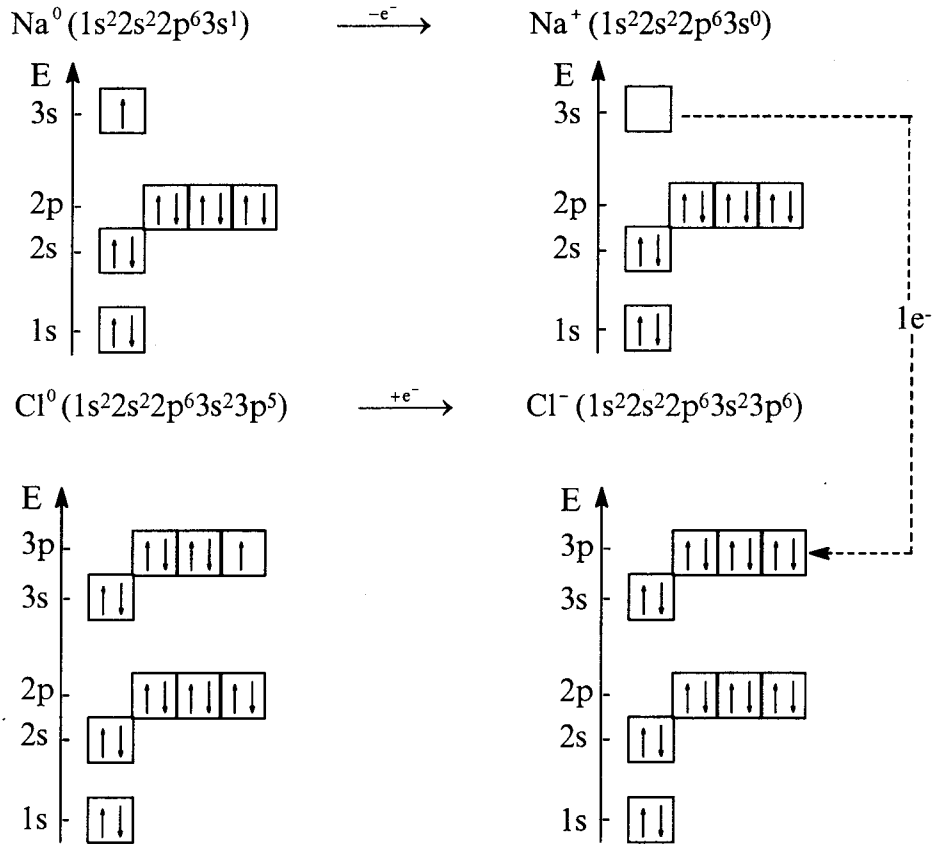 Na⁰ (1s²2s²2p⁶3s¹) −e⁻ Na⁺ (1s²2s²2p⁶3s⁰)
E E
3s 3s
2p 2p
2s 2s
1s 1s
1e⁻
Cl⁰ (1s²2s²2p⁶3s²3p⁵) +e⁻ Cl⁻ (1s²2s²2p⁶3s²3p⁶)
E E
3p 3p
3s 3s
2p 2p
2s 2s
1s 1s